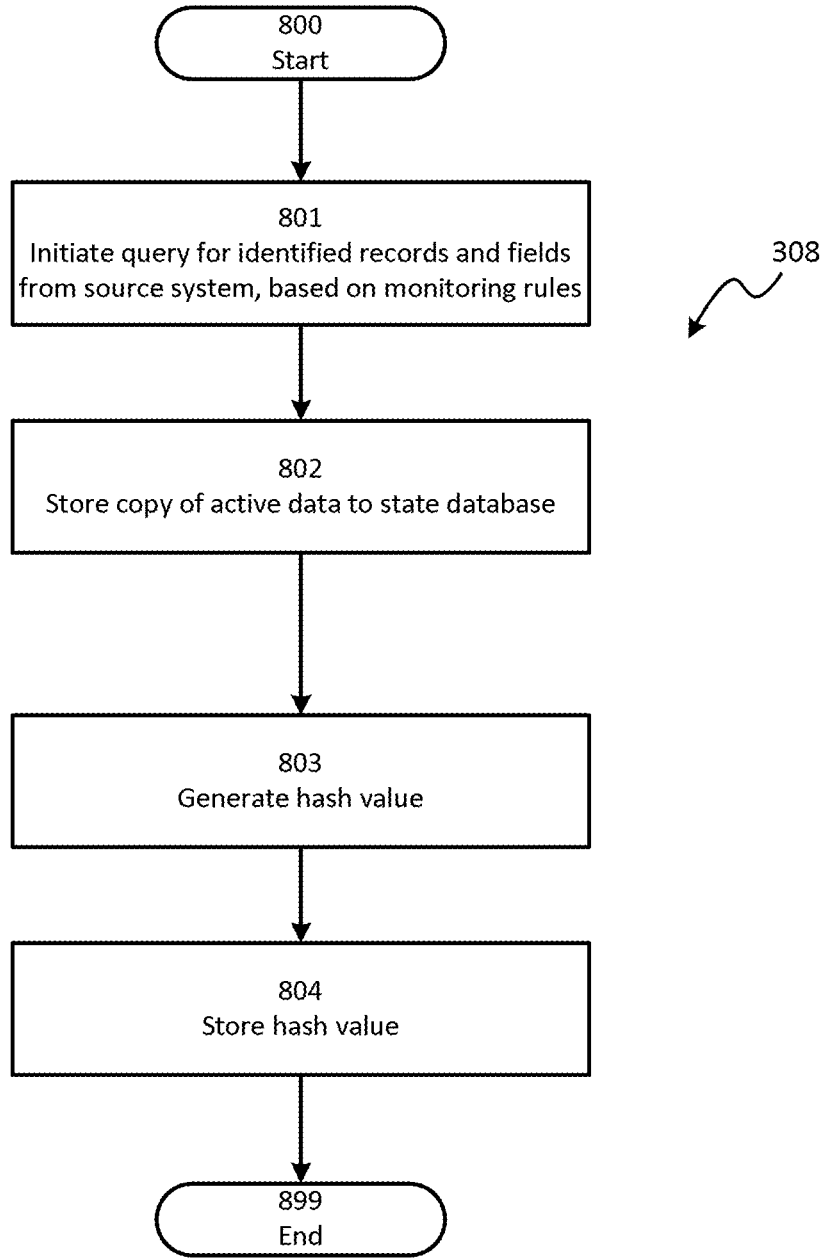 800
Start
801
Initiate query for identified records and fields
from source system, based on monitoring rules
308
802
Store copy of active data to state database
803
Generate hash value
804
Store hash value
899
End